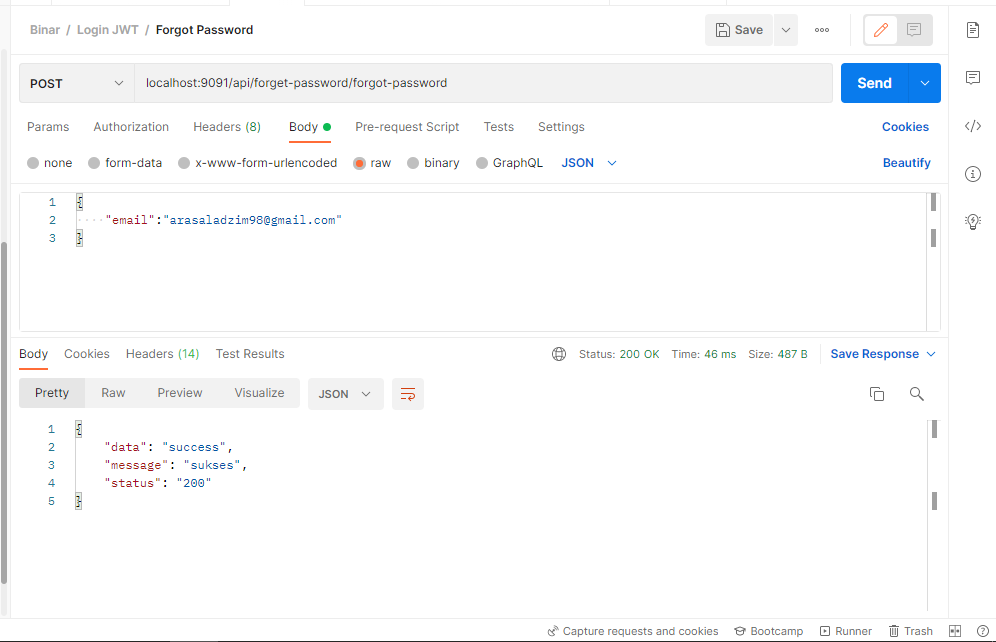 Binar / Login JWT / Forgot Password
Save
POST
localhost:9091/api/forget-password/forgot-password
Send
Params Authorization Headers (8) Body Pre-request Script Tests Settings Cookies
none form-data x-www-form-urlencoded raw binary GraphQL JSON Beautify
1 {
2 ····"email":"arasaladzim98@gmail.com"
3 }
Body Cookies Headers (14) Test Results Status: 200 OK Time: 46 ms Size: 487 B Save Response
Pretty Raw Preview Visualize JSON
1 {
2 "data": "success",
3 "message": "sukses",
4 "status": "200"
5 }
Capture requests and cookies Bootcamp Runner Trash